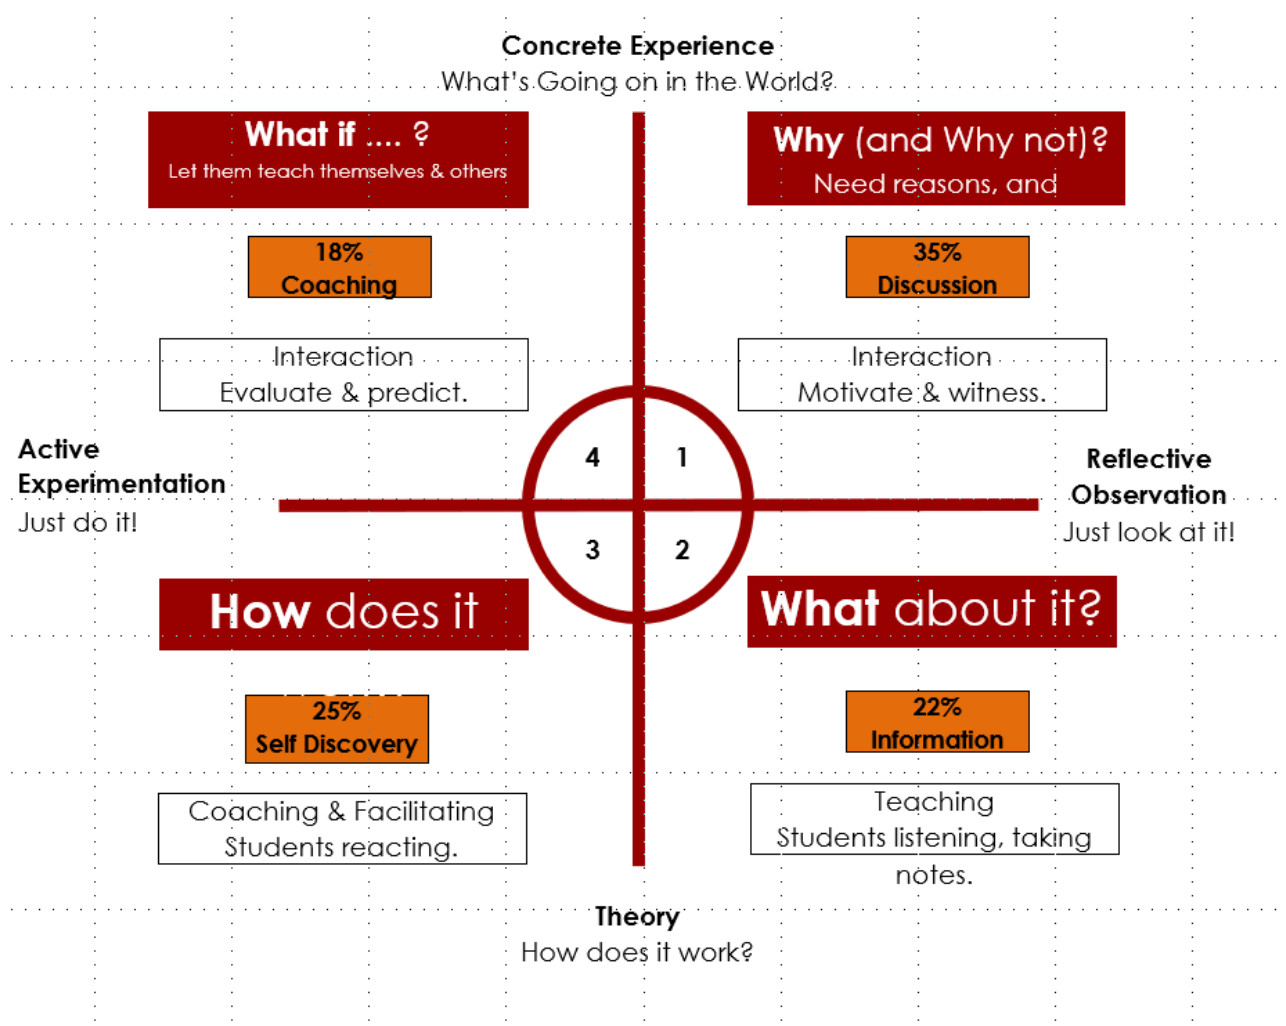 Concrete Experience
What's Going on in the World?
What if .... ?
Let them teach themselves & others
Why (and Why not)?
Need reasons, and
18%
Coaching
35%
Discussion
Interaction
Evaluate & predict.
Interaction
Motivate & witness.
Active
Experimentation
Just do it!
4
1
3
2
Reflective
Observation
Just look at it!
How does it
What about it?
25%
Self Discovery
22%
Information
Coaching & Facilitating
Students reacting.
Teaching
Students listening, taking
notes.
Theory
How does it work?